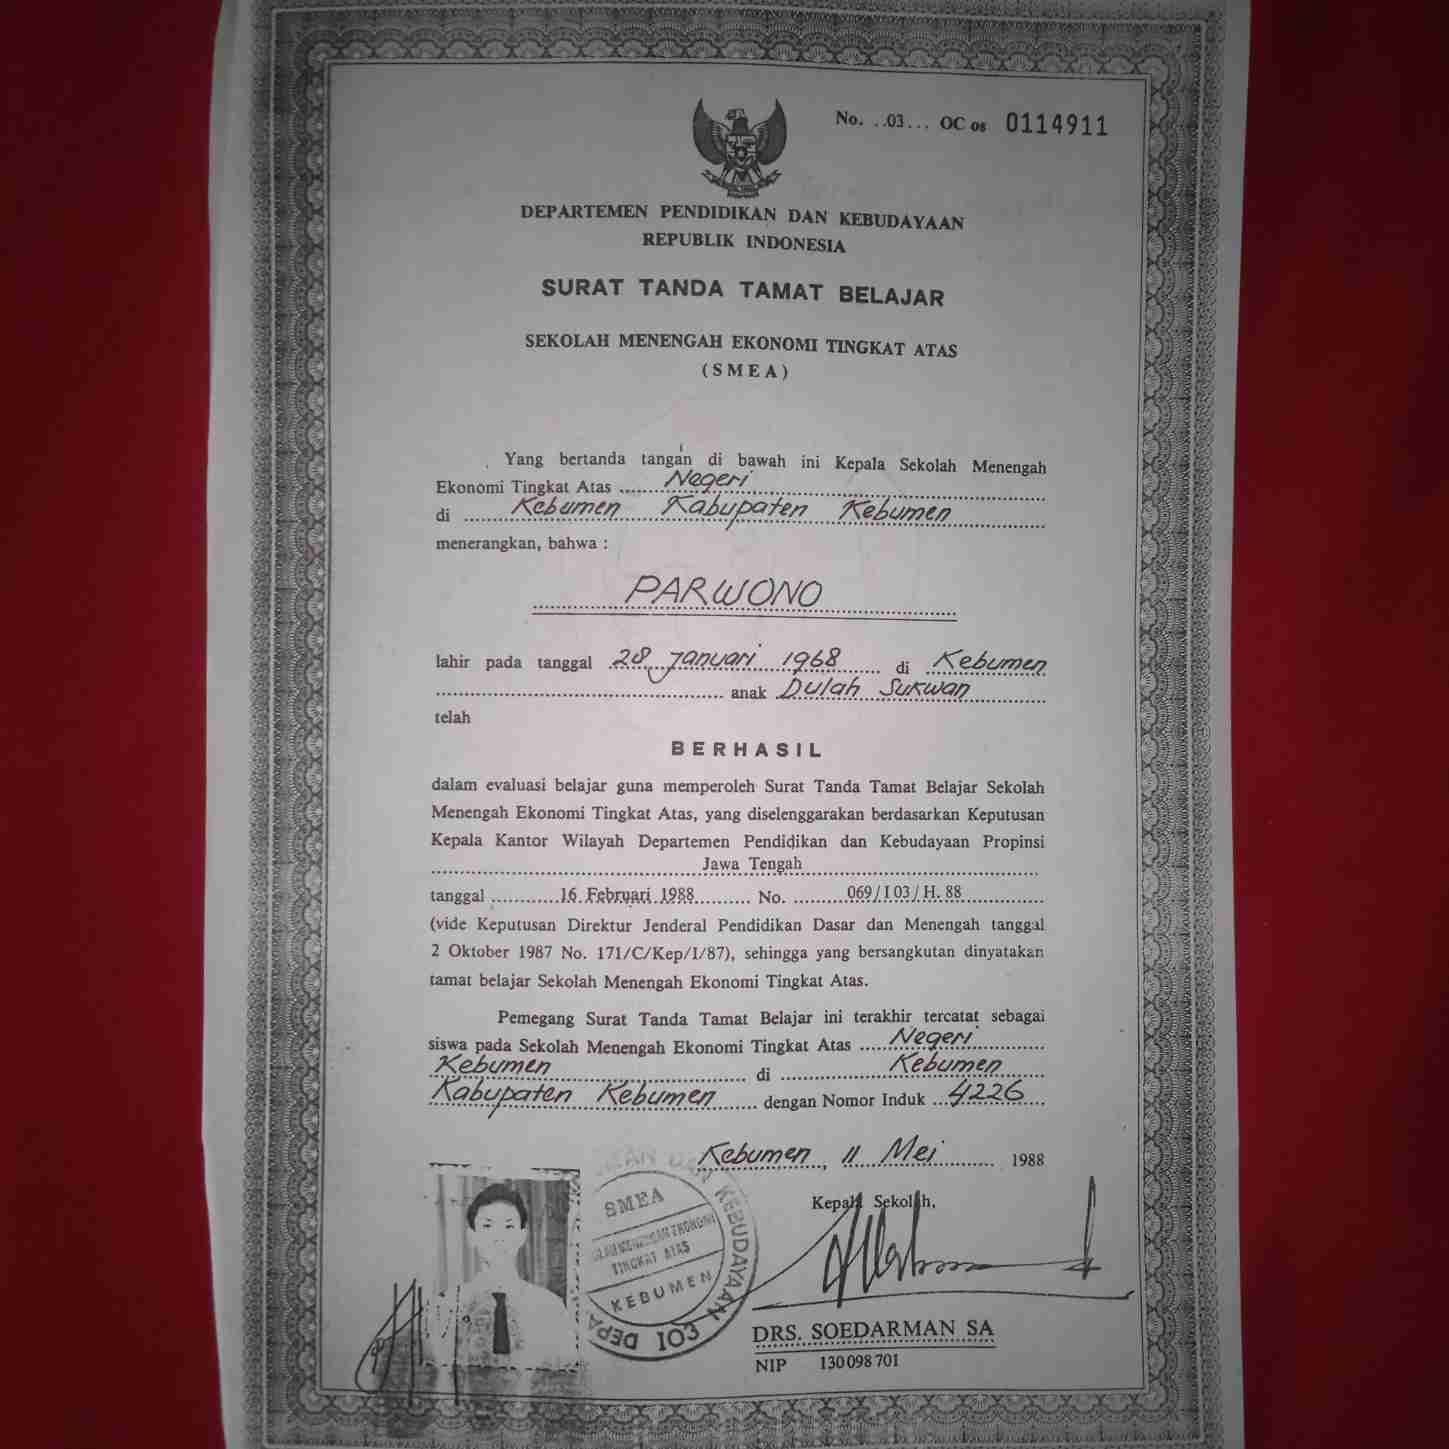 No. ..03... OC os 0114911
DEPARTEMEN PENDIDIKAN DAN KEBUDAYAAN
REPUBLIK INDONESIA
SURAT TANDA TAMAT BELAJAR
SEKOLAH MENENGAH EKONOMI TINGKAT ATAS
(SMEA)
Yang bertanda tangan di bawah ini Kepala Sekolah Menengah
Ekonomi Tingkat Atas Negeri
di Kebumen Kabupaten Kebumen
menerangkan, bahwa :
PARWONO
lahir pada tanggal 28 Januari 1968 di Kebumen
anak Dulah Sukwan
telah
BERHASIL
dalam evaluasi belajar guna memperoleh Surat Tanda Tamat Belajar Sekolah
Menengah Ekonomi Tingkat Atas, yang diselenggarakan berdasarkan Keputusan
Kepala Kantor Wilayah Departemen Pendidikan dan Kebudayaan Propinsi
Jawa Tengah
tanggal 16 Februari 1988 No. 069/I03/H.88
(vide Keputusan Direktur Jenderal Pendidikan Dasar dan Menengah tanggal
2 Oktober 1987 No. 171/C/Kep/I/87), sehingga yang bersangkutan dinyatakan
tamat belajar Sekolah Menengah Ekonomi Tingkat Atas.
Pemegang Surat Tanda Tamat Belajar ini terakhir tercatat sebagai
siswa pada Sekolah Menengah Ekonomi Tingkat Atas Negeri
Kebumen di Kebumen
Kabupaten Kebumen dengan Nomor Induk 4226
Kebumen, 11 Mei 1988
Kepala Sekolah,
SMEA
TINGKAT ATAS
KEBUMEN
KEBUDAYAAN
I03
DRS. SOEDARMAN SA
NIP 130098701